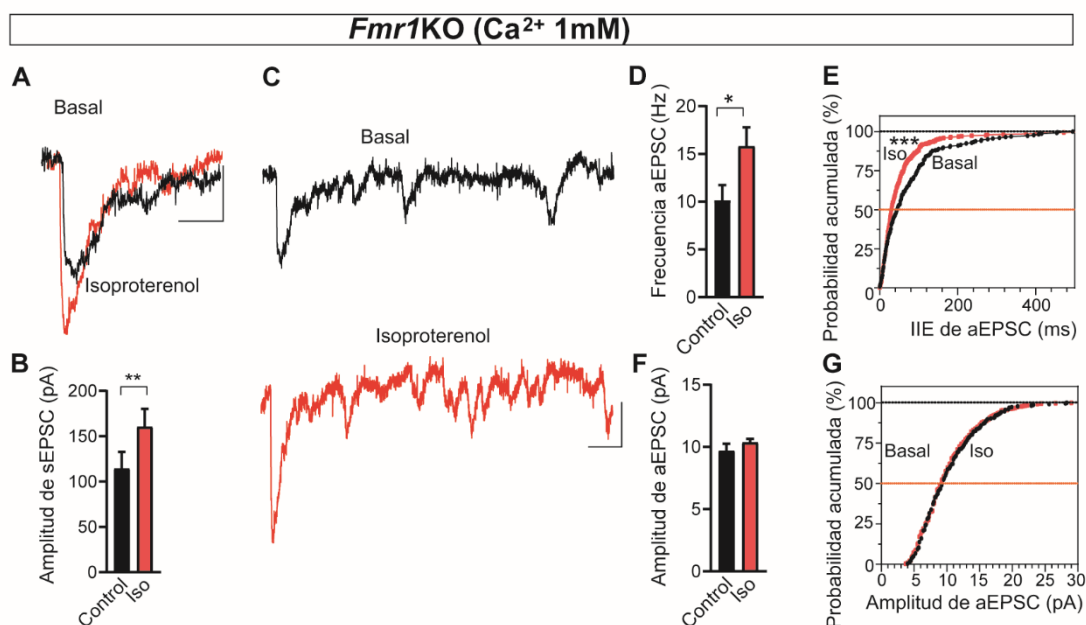 Fmr1KO (Ca²⁺ 1mM)
A
Basal
Isoproterenol
B
Amplitud de sEPSC (pA)
200
150
100
50
0
**
Control
Iso
C
Basal
Isoproterenol
D
Frecuencia aEPSC (Hz)
20
15
10
5
0
*
Control
Iso
E
Probabilidad acumulada (%)
100
75
50
25
0
***
Iso
Basal
0
200
400
IIE de aEPSC (ms)
F
Amplitud de aEPSC (pA)
15
10
5
0
Control
Iso
G
Probabilidad acumulada (%)
100
75
50
25
0
Basal
Iso
0
5
10
15
20
25
30
Amplitud de aEPSC (pA)